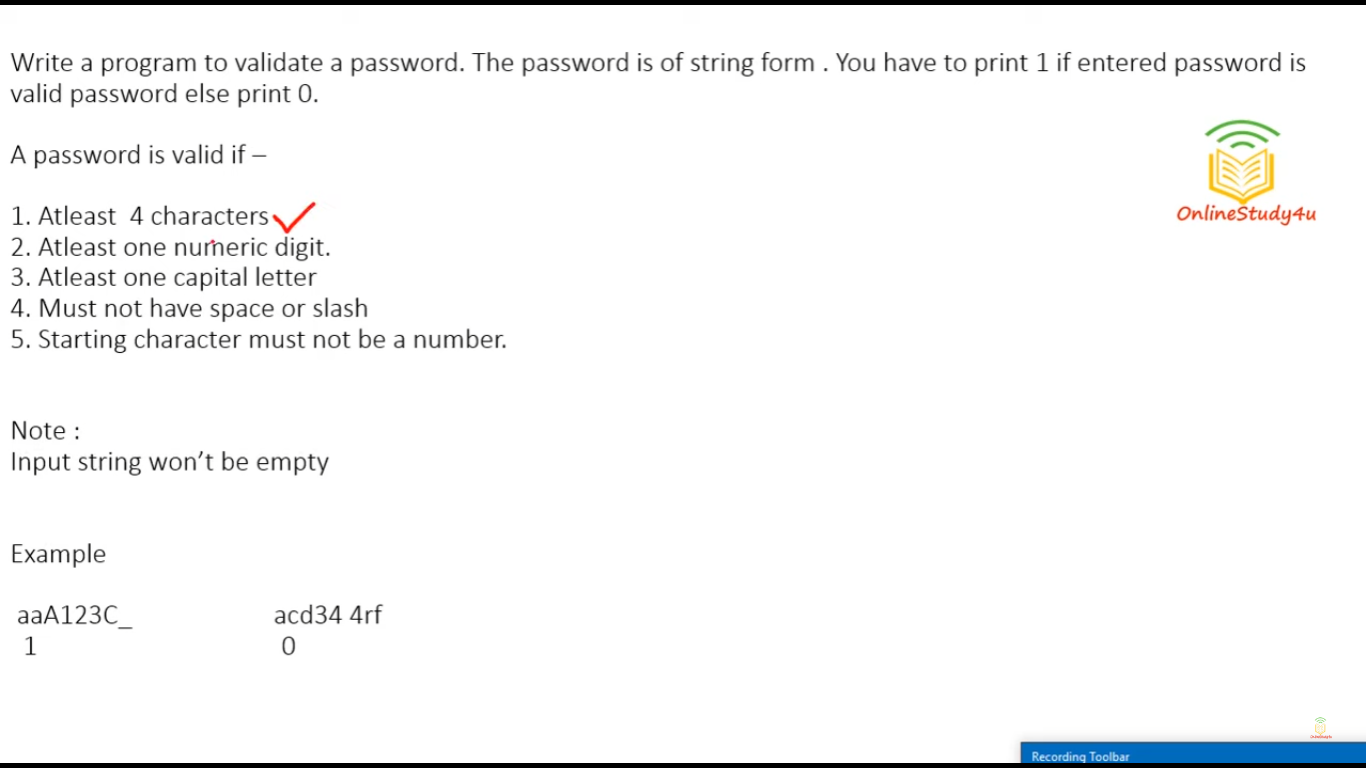 Write a program to validate a password. The password is of string form . You have to print 1 if entered password is
valid password else print 0.
A password is valid if –
1. Atleast  4 characters
2. Atleast one numeric digit.
3. Atleast one capital letter
4. Must not have space or slash
5. Starting character must not be a number.
OnlineStudy4u
Note :
Input string won’t be empty
Example
aaA123C_ acd34 4rf
1 0
Recording Toolbar